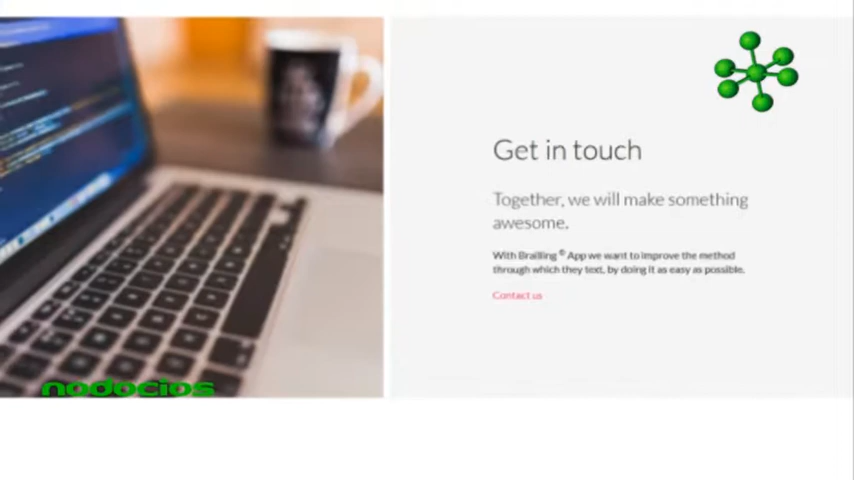 Get in touch
Together, we will make something
awesome.
With Brailling ® App we want to improve the method
through which they text, by doing it as easy as possible.
Contact us
nodocios